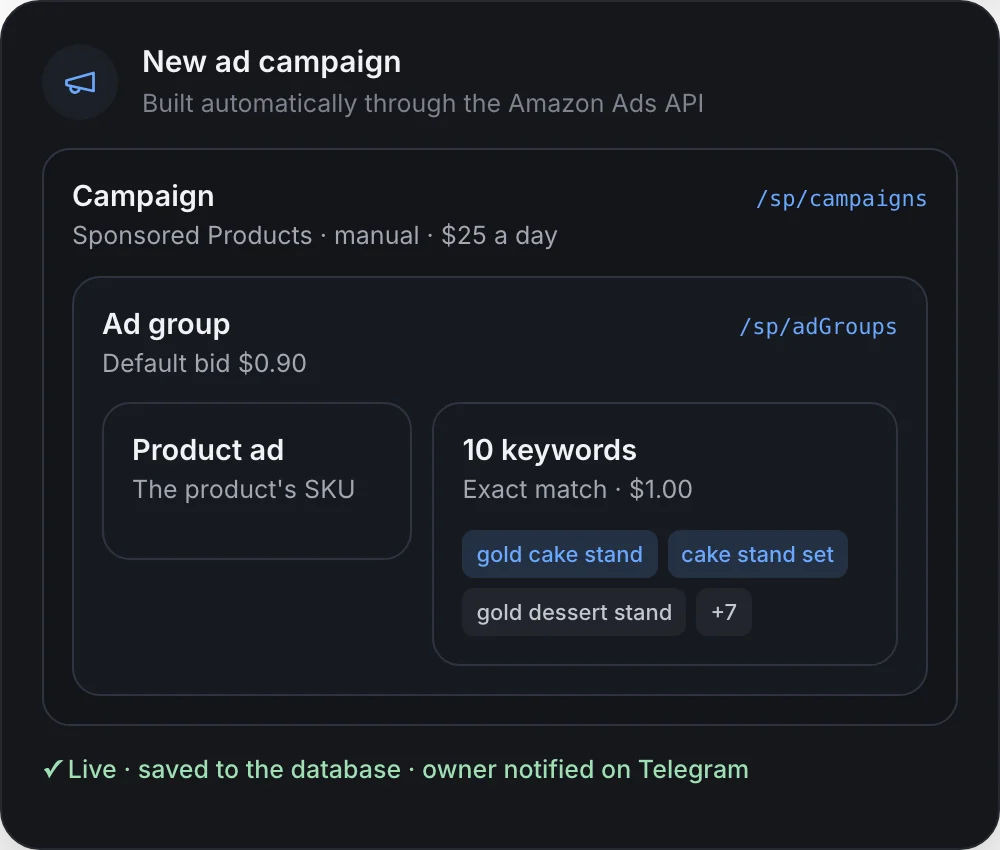 New ad campaign
Built automatically through the Amazon Ads API
Campaign
/sp/campaigns
Sponsored Products · manual · $25 a day
Ad group
/sp/adGroups
Default bid $0.90
Product ad
The product's SKU
10 keywords
Exact match · $1.00
gold cake stand
cake stand set
gold dessert stand
+7
✓ Live · saved to the database · owner notified on Telegram